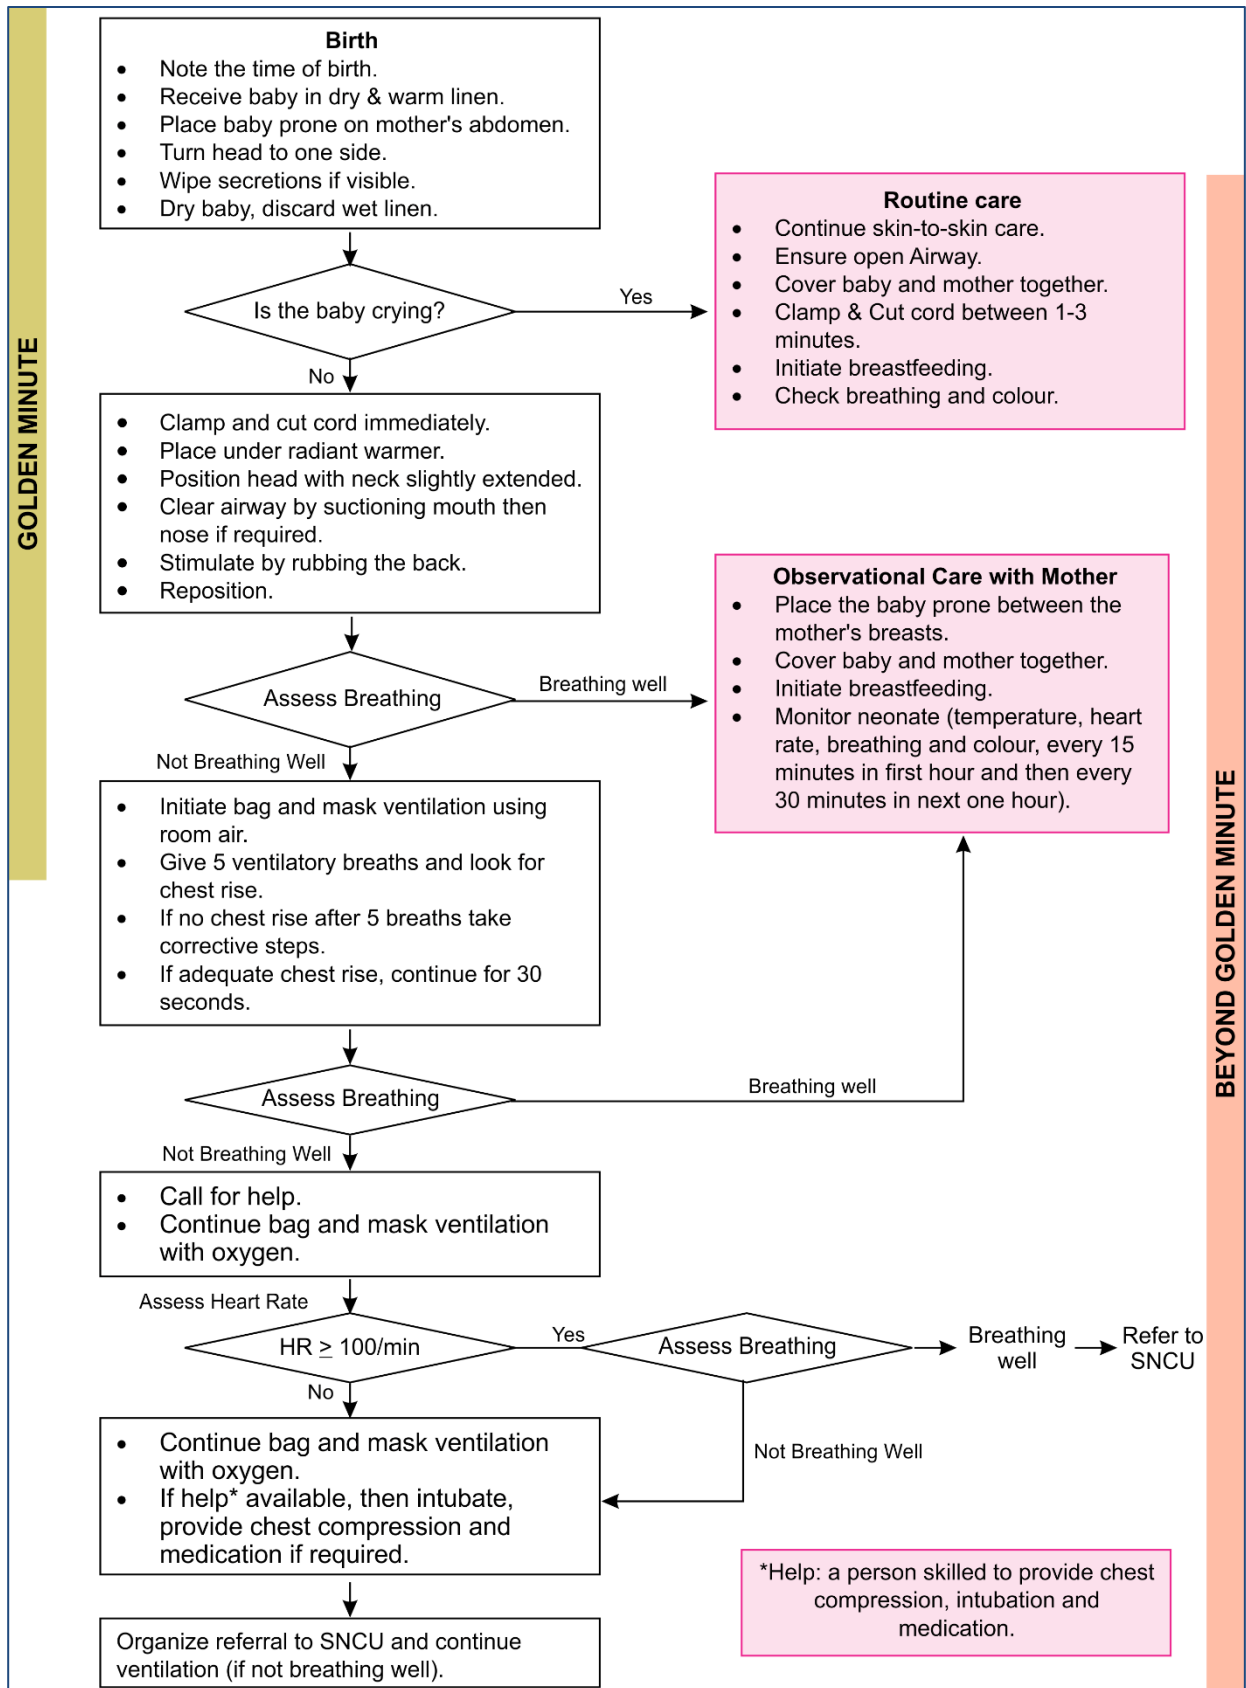 GOLDEN MINUTE
Birth
• Note the time of birth.
• Receive baby in dry & warm linen.
• Place baby prone on mother's abdomen.
• Turn head to one side.
• Wipe secretions if visible.
• Dry baby, discard wet linen.
Is the baby crying?
Yes
Routine care
• Continue skin-to-skin care.
• Ensure open Airway.
• Cover baby and mother together.
• Clamp & Cut cord between 1-3
minutes.
• Initiate breastfeeding.
• Check breathing and colour.
No
• Clamp and cut cord immediately.
• Place under radiant warmer.
• Position head with neck slightly extended.
• Clear airway by suctioning mouth then
nose if required.
• Stimulate by rubbing the back.
• Reposition.
Assess Breathing
Breathing well
Observational Care with Mother
• Place the baby prone between the
mother's breasts.
• Cover baby and mother together.
• Initiate breastfeeding.
• Monitor neonate (temperature, heart
rate, breathing and colour, every 15
minutes in first hour and then every
30 minutes in next one hour).
Not Breathing Well
• Initiate bag and mask ventilation using
room air.
• Give 5 ventilatory breaths and look for
chest rise.
• If no chest rise after 5 breaths take
corrective steps.
• If adequate chest rise, continue for 30
seconds.
Assess Breathing
Breathing well
Not Breathing Well
• Call for help.
• Continue bag and mask ventilation
with oxygen.
Assess Heart Rate
HR ≥ 100/min
Yes
Assess Breathing
Breathing
well
Refer to
SNCU
No
Not Breathing Well
• Continue bag and mask ventilation
with oxygen.
• If help* available, then intubate,
provide chest compression and
medication if required.
*Help: a person skilled to provide chest
compression, intubation and
medication.
Organize referral to SNCU and continue
ventilation (if not breathing well).
BEYOND GOLDEN MINUTE